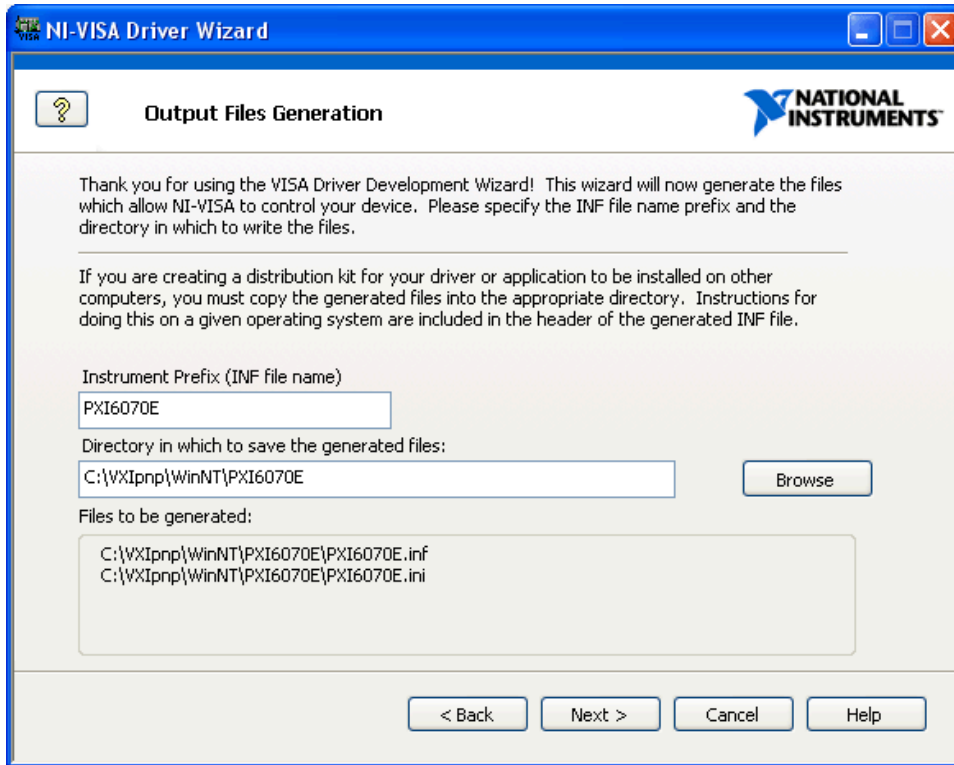 NI-VISA Driver Wizard
Output Files Generation
NATIONAL
INSTRUMENTS
Thank you for using the VISA Driver Development Wizard! This wizard will now generate the files
which allow NI-VISA to control your device. Please specify the INF file name prefix and the
directory in which to write the files.
If you are creating a distribution kit for your driver or application to be installed on other
computers, you must copy the generated files into the appropriate directory. Instructions for
doing this on a given operating system are included in the header of the generated INF file.
Instrument Prefix (INF file name)
PXI6070E
Directory in which to save the generated files:
C:\VXIpnp\WinNT\PXI6070E
Browse
Files to be generated:
C:\VXIpnp\WinNT\PXI6070E\PXI6070E.inf
C:\VXIpnp\WinNT\PXI6070E\PXI6070E.ini
< Back
Next >
Cancel
Help